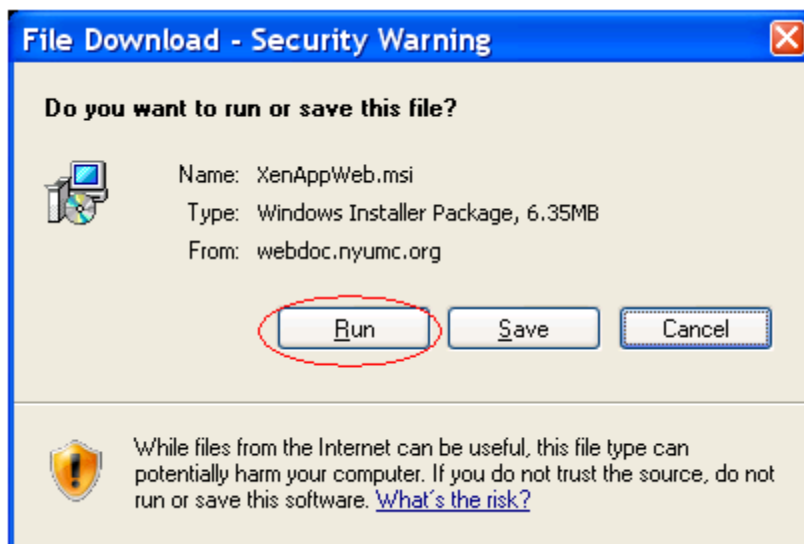 File Download - Security Warning
Do you want to run or save this file?
Name: XenAppWeb.msi
Type: Windows Installer Package, 6.35MB
From: webdoc.nyumc.org
Run Save Cancel
While files from the Internet can be useful, this file type can
potentially harm your computer. If you do not trust the source, do not
run or save this software. What's the risk?